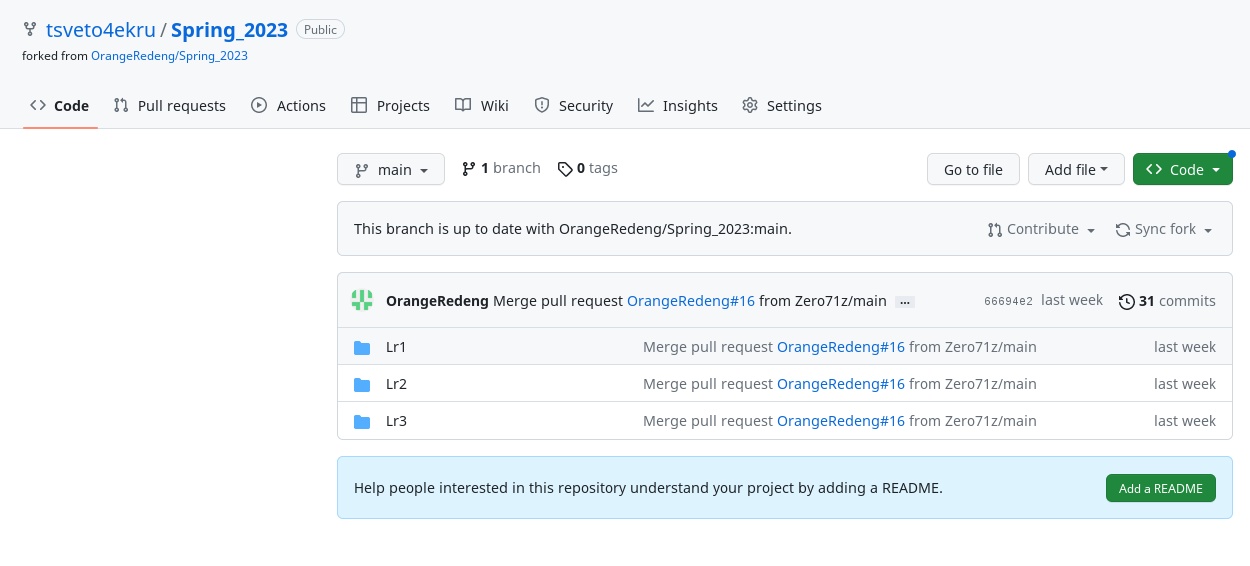 tsveto4ekru / Spring_2023 Public
forked from OrangeRedeng/Spring_2023
Code Pull requests Actions Projects Wiki Security Insights Settings
main 1 branch 0 tags Go to file Add file Code
This branch is up to date with OrangeRedeng/Spring_2023:main. Contribute Sync fork
OrangeRedeng Merge pull request OrangeRedeng#16 from Zero71z/main ... 66694e2 last week 31 commits
Lr1 Merge pull request OrangeRedeng#16 from Zero71z/main last week
Lr2 Merge pull request OrangeRedeng#16 from Zero71z/main last week
Lr3 Merge pull request OrangeRedeng#16 from Zero71z/main last week
Help people interested in this repository understand your project by adding a README. Add a README